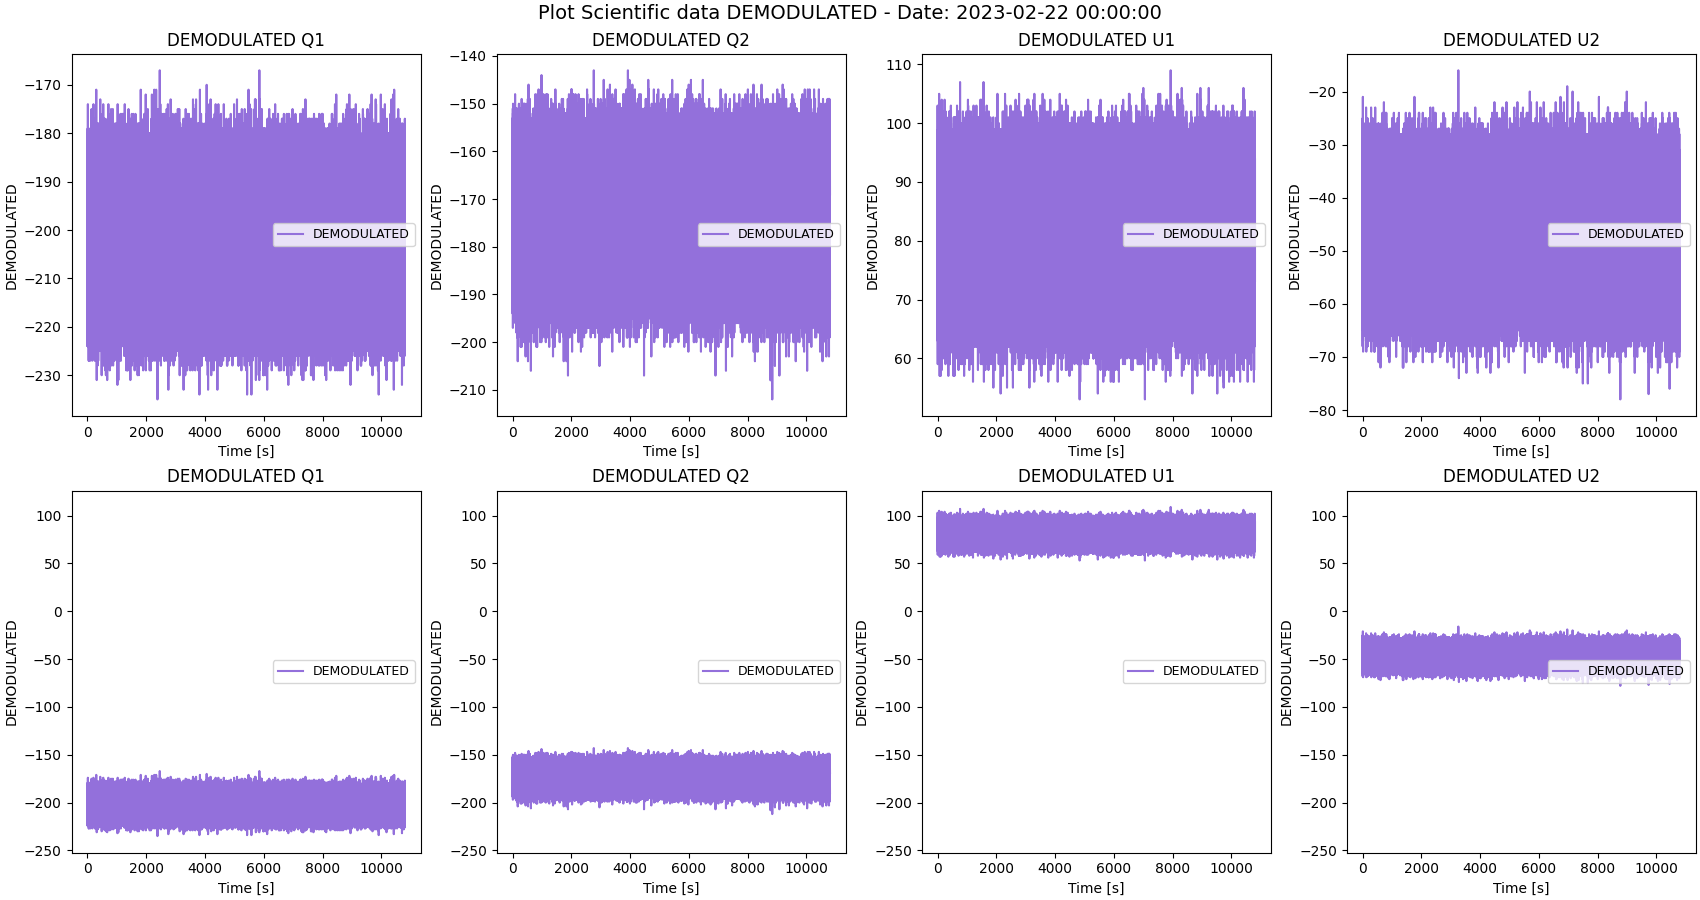 Plot Scientific data DEMODULATED - Date: 2023-02-22 00:00:00
DEMODULATED Q1
DEMODULATED
−170
−180
−190
−200
−210
−220
−230
DEMODULATED
0 2000 4000 6000 8000 10000
Time [s]
DEMODULATED Q2
DEMODULATED
−140
−150
−160
−170
−180
−190
−200
−210
DEMODULATED
0 2000 4000 6000 8000 10000
Time [s]
DEMODULATED U1
DEMODULATED
110
100
90
80
70
60
DEMODULATED
0 2000 4000 6000 8000 10000
Time [s]
DEMODULATED U2
DEMODULATED
−20
−30
−40
−50
−60
−70
−80
DEMODULATED
0 2000 4000 6000 8000 10000
Time [s]
DEMODULATED Q1
DEMODULATED
100
50
0
−50
−100
−150
−200
−250
DEMODULATED
0 2000 4000 6000 8000 10000
Time [s]
DEMODULATED Q2
DEMODULATED
100
50
0
−50
−100
−150
−200
−250
DEMODULATED
0 2000 4000 6000 8000 10000
Time [s]
DEMODULATED U1
DEMODULATED
100
50
0
−50
−100
−150
−200
−250
DEMODULATED
0 2000 4000 6000 8000 10000
Time [s]
DEMODULATED U2
DEMODULATED
100
50
0
−50
−100
−150
−200
−250
DEMODULATED
0 2000 4000 6000 8000 10000
Time [s]